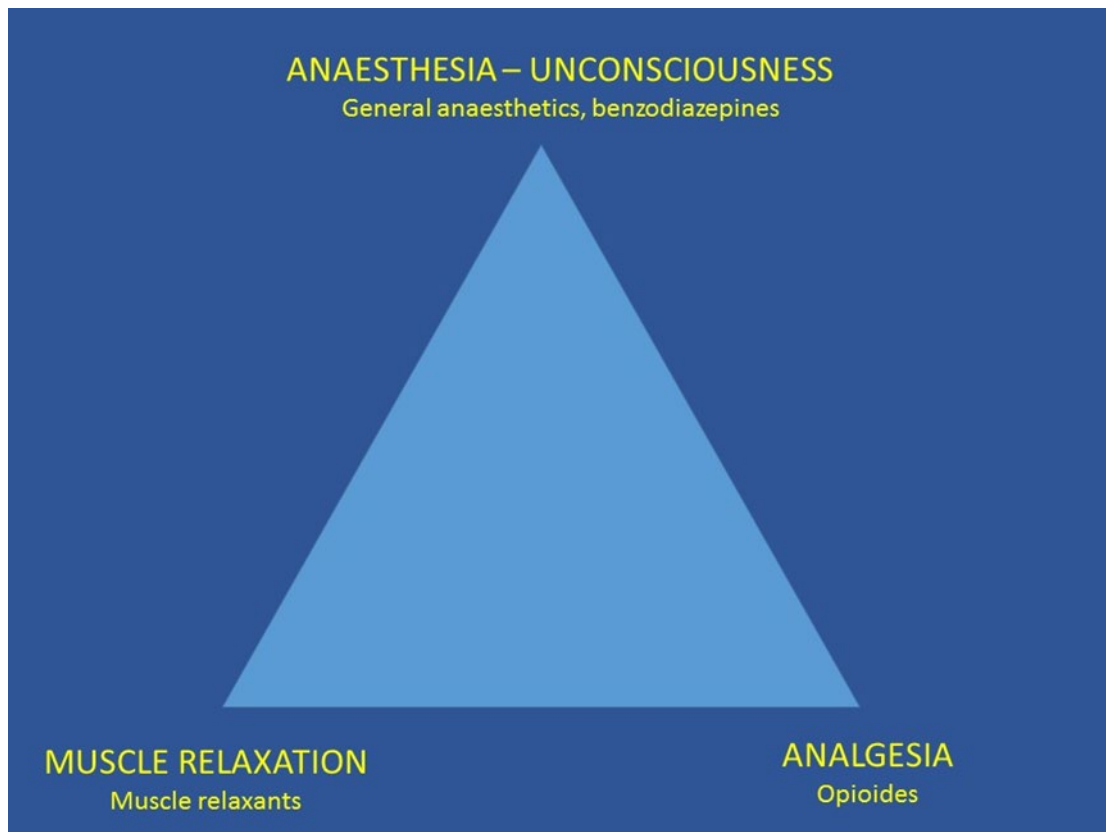 ANAESTHESIA – UNCONSCIOUSNESS
General anaesthetics, benzodiazepines
MUSCLE RELAXATION
Muscle relaxants
ANALGESIA
Opioides